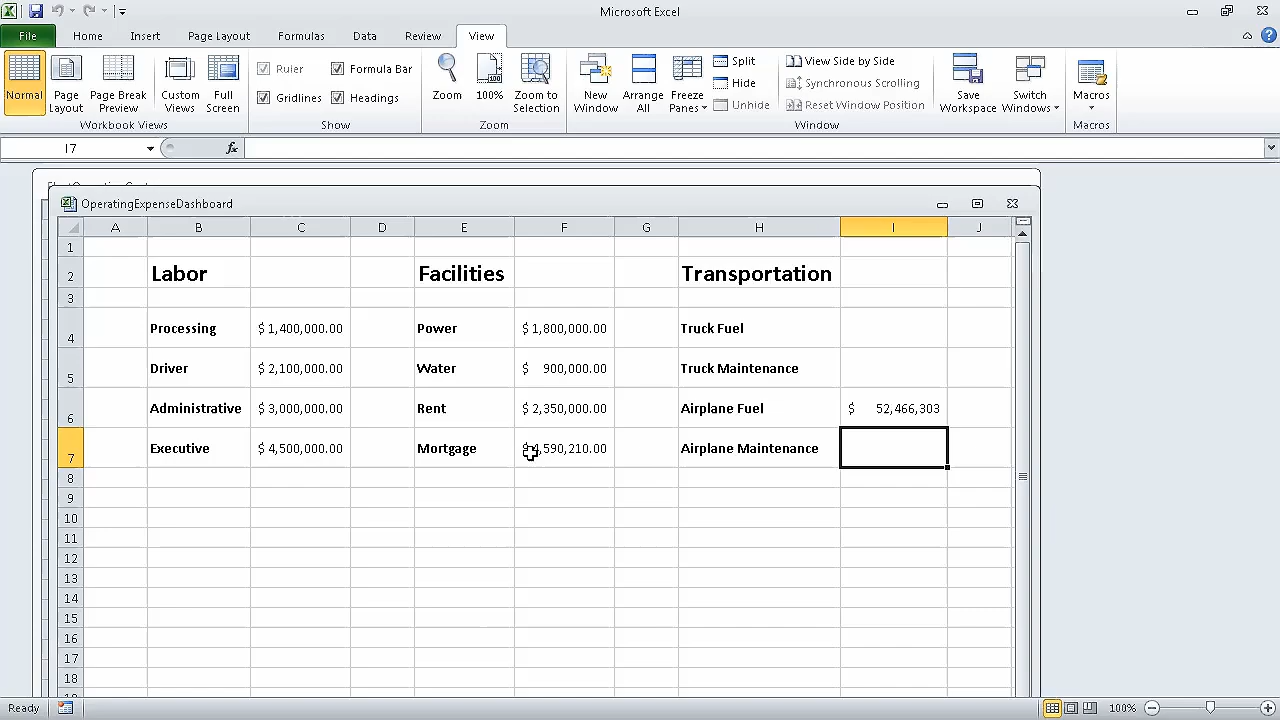 Microsoft Excel
File Home Insert Page Layout Formulas Data Review View
Normal Page Layout Page Break Preview Custom Views Full Screen
Workbook Views
Ruler Formula Bar
Gridlines Headings
Show
Zoom 100% Zoom to Selection
Zoom
New Window Arrange All Freeze Panes
Split
Hide
Unhide
View Side by Side
Synchronous Scrolling
Reset Window Position
Window
Save Workspace Switch Windows
Macros
Macros
I7 fx
OperatingExpenseDashboard
A B C D E F G H I J
1
2 Labor Facilities Transportation
3
4 Processing $ 1,400,000.00 Power $ 1,800,000.00 Truck Fuel
5 Driver $ 2,100,000.00 Water $ 900,000.00 Truck Maintenance
6 Administrative $ 3,000,000.00 Rent $ 2,350,000.00 Airplane Fuel $ 52,466,303
7 Executive $ 4,500,000.00 Mortgage Airplane Maintenance
8
9
10
11
12
13
14
15
16
17
18
Ready 100%